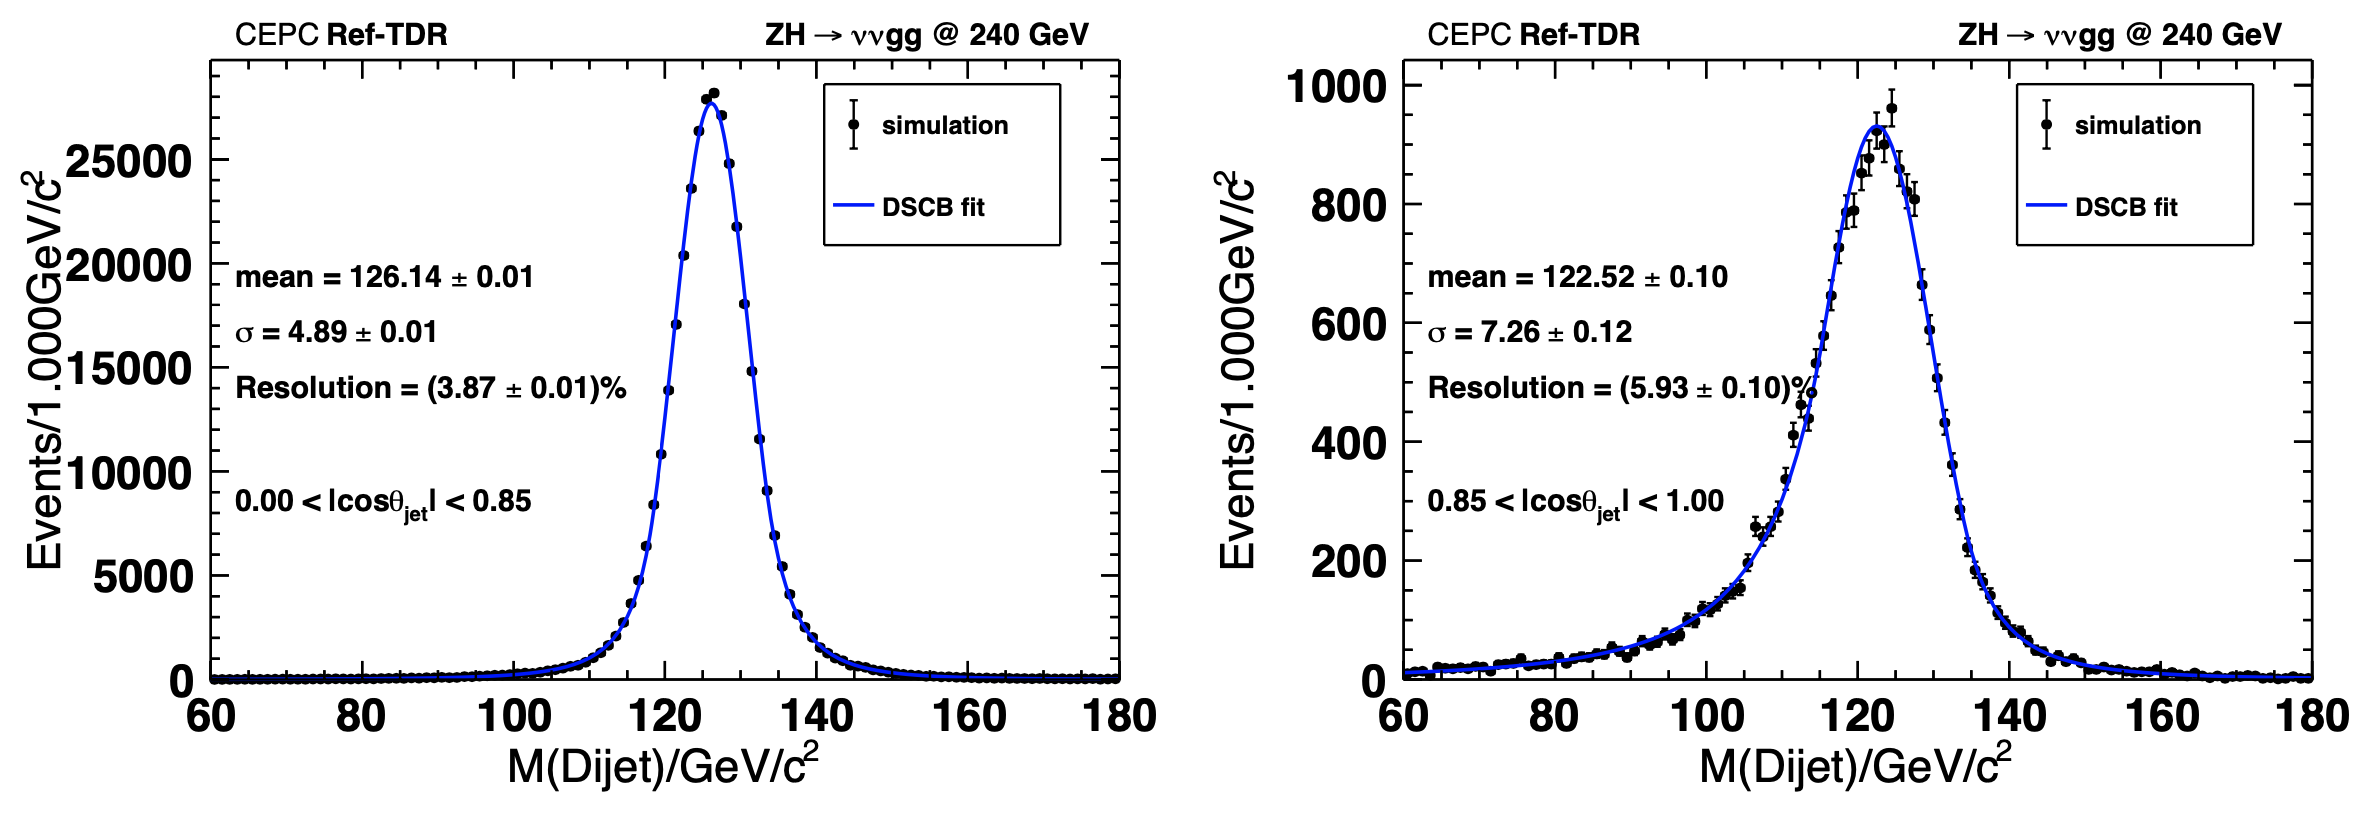 CEPC Ref-TDR
ZH → ννgg @ 240 GeV
Events/1.000GeV/c²
25000
20000
15000
10000
5000
0
simulation
DSCB fit
mean = 126.14 ± 0.01
σ = 4.89 ± 0.01
Resolution = (3.87 ± 0.01)%
0.00 < |cosθjet| < 0.85
60 80 100 120 140 160 180
M(Dijet)/GeV/c²
CEPC Ref-TDR
ZH → ννgg @ 240 GeV
Events/1.000GeV/c²
1000
800
600
400
200
0
simulation
DSCB fit
mean = 122.52 ± 0.10
σ = 7.26 ± 0.12
Resolution = (5.93 ± 0.10)%
0.85 < |cosθjet| < 1.00
60 80 100 120 140 160 180
M(Dijet)/GeV/c²